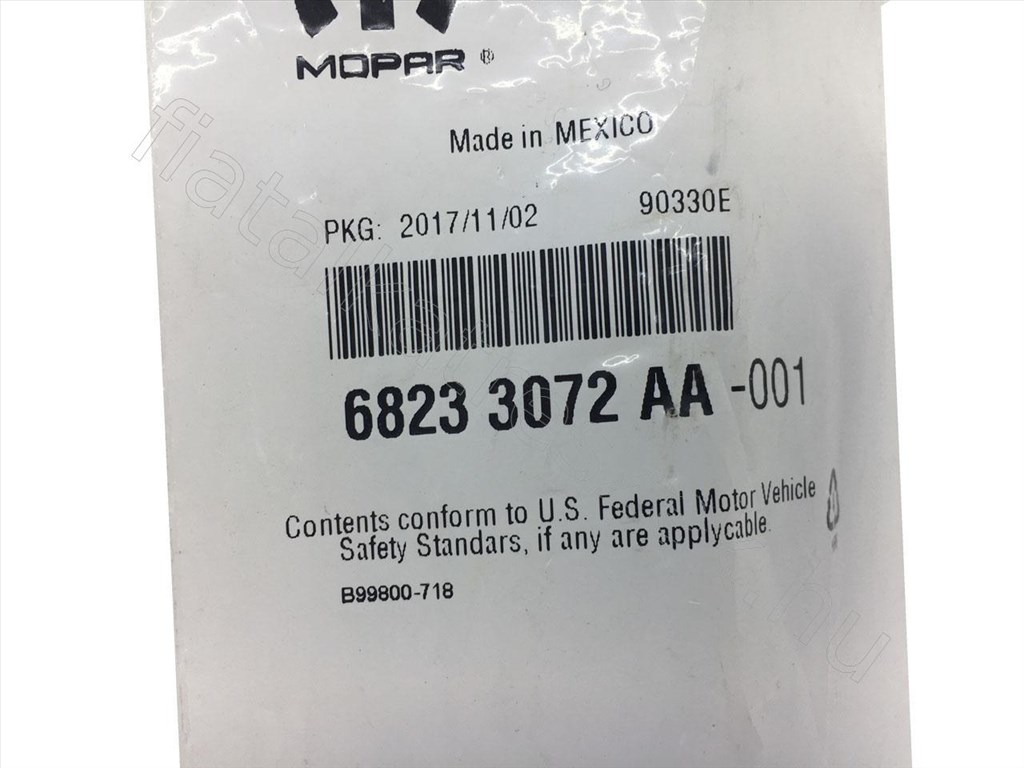 MOPAR ®
Made in MEXICO
PKG: 2017/11/02 90330E
6823 3072 AA -001
Contents conform to U.S. Federal Motor Vehicle
Safety Standars, if any are applycable.
B99800-718